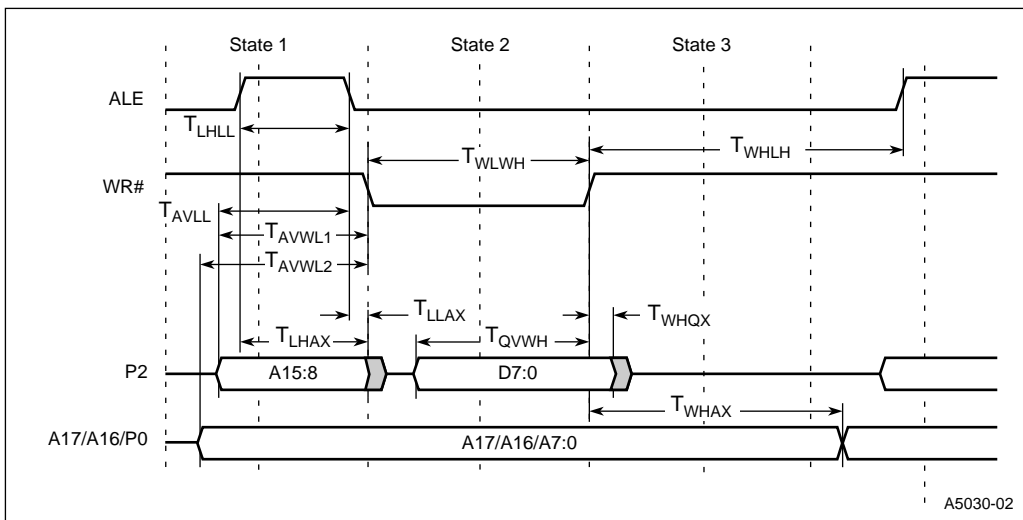 State 1 State 2 State 3
ALE
TLHLL
TWLWH TWHLH
WR#
TAVLL
TAVWL1
TAVWL2
TLLAX TWHQX
TLHAX TQVWH
P2 A15:8 D7:0
TWHAX
A17/A16/P0 A17/A16/A7:0
A5030-02